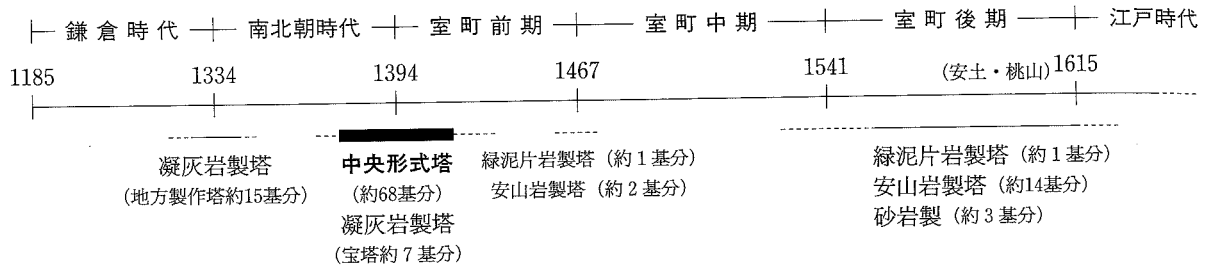 鎌倉時代 南北朝時代 室町前期 室町中期 室町後期 江戸時代
1185 1334 1394 1467 1541 (安土・桃山) 1615
凝灰岩製塔
(地方製作塔約15基分)
中央形式塔
(約68基分)
凝灰岩製塔
(宝塔約7基分)
緑泥片岩製塔 (約1基分)
安山岩製塔 (約2基分)
緑泥片岩製塔 (約1基分)
安山岩製塔 (約14基分)
砂岩製 (約3基分)